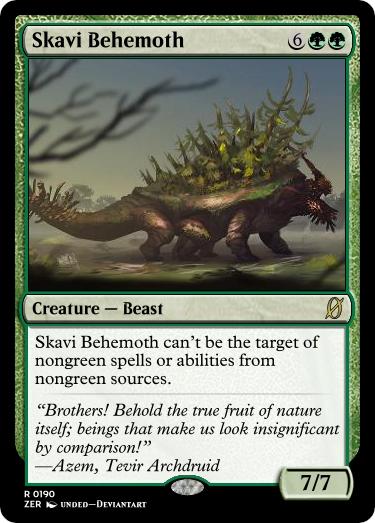 Skavi Behemoth 6
Creature — Beast
Skavi Behemoth can't be the target of
nongreen spells or abilities from
nongreen sources.
“Brothers! Behold the true fruit of nature
itself; beings that make us look insignificant
by comparison!”
—Azem, Tevir Archdruid
7/7
R 0190
ZER UNDED–DEVIANTART